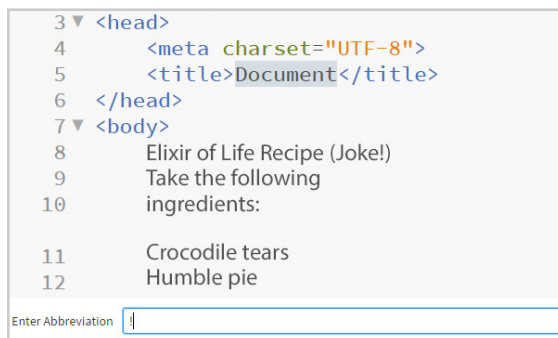 3 <head>
4 <meta charset="UTF-8">
5 <title>Document</title>
6 </head>
7 <body>
8 Elixir of Life Recipe (Joke!)
9 Take the following
10 ingredients:
11 Crocodile tears
12 Humble pie
Enter Abbreviation !